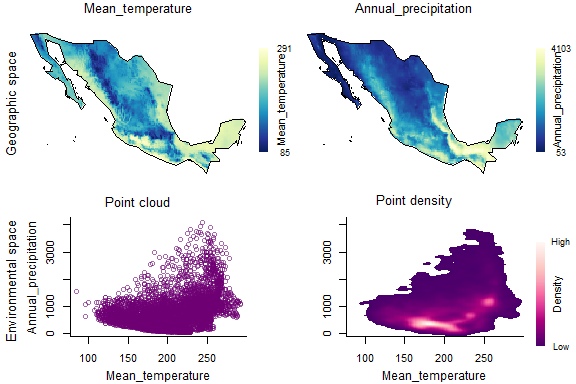 Mean_temperature
Annual_precipitation
Geographic space
291
Mean_temperature
85
4103
Annual_precipitation
53
Point cloud
Point density
Environmental space
Annual_precipitation
3000
1000
0
100
150
200
250
Mean_temperature
3000
1000
0
100
150
200
250
Mean_temperature
High
Density
Low